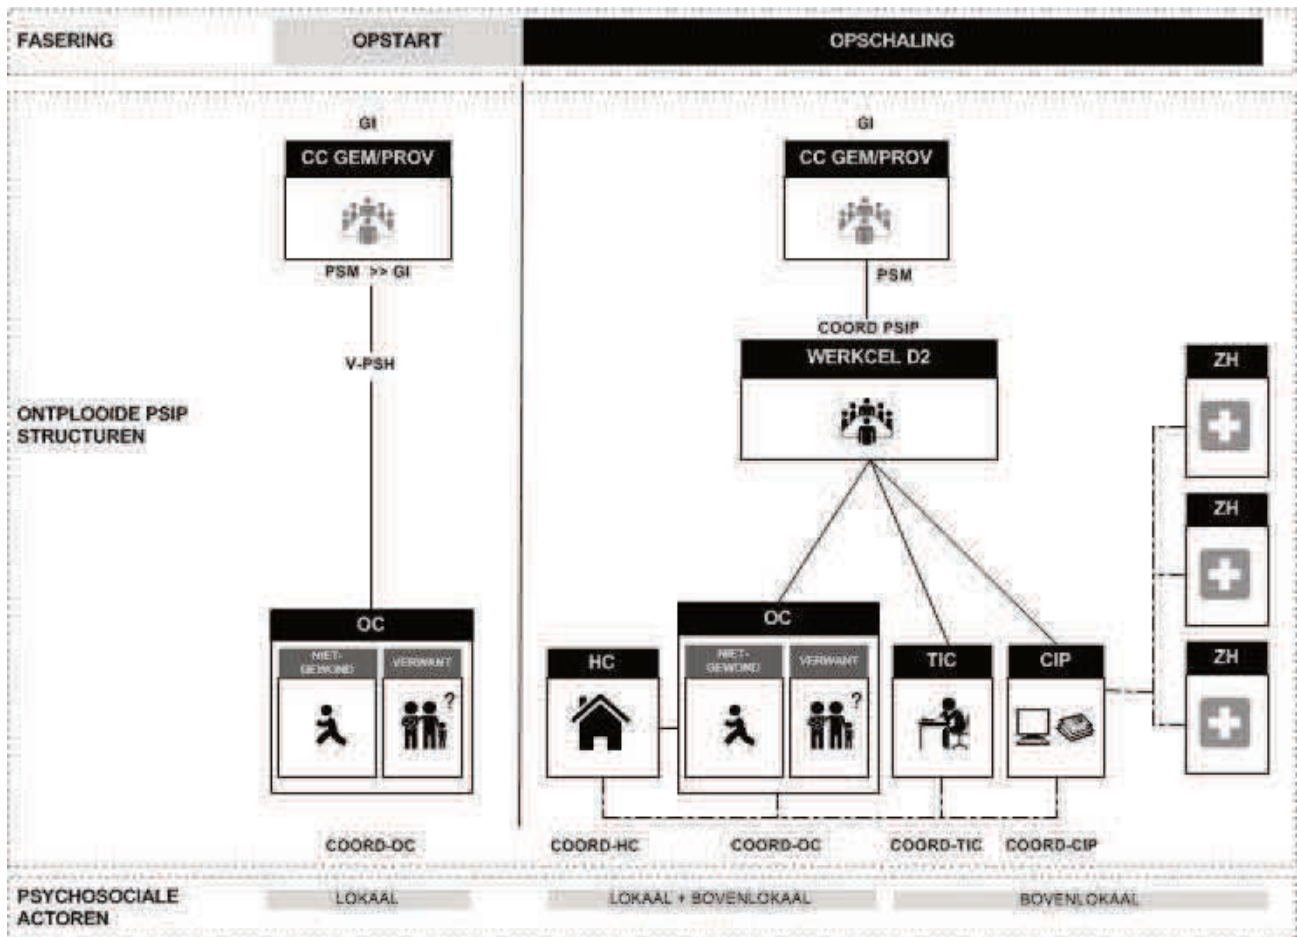 FASERING
OPSTART
OPSCHALING
GI
CC GEM/PROV
PSM >> GI
V-PSH
OC
NIET-
GEWOND
VERWANT
?
COORD-OC
GI
CC GEM/PROV
PSM
COORD PSIP
WERKCEL D2
ZH
ZH
ZH
ONTPLOOIDE PSIP
STRUCTUREN
HC
OC
NIET-
GEWOND
VERWANT
?
TIC
CIP
COORD-HC
COORD-OC
COORD-TIC
COORD-CIP
PSYCHOSOCIALE
ACTOREN
LOKAAL
LOKAAL + BOVENLOKAAL
BOVENLOKAAL